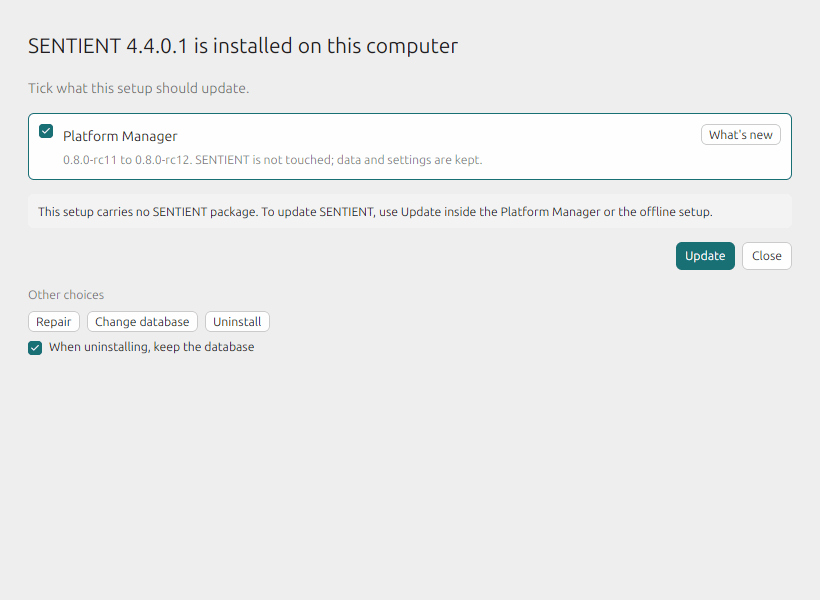 SENTIENT 4.4.0.1 is installed on this computer
Tick what this setup should update.
Platform Manager
What's new
0.8.0-rc11 to 0.8.0-rc12. SENTIENT is not touched; data and settings are kept.
This setup carries no SENTIENT package. To update SENTIENT, use Update inside the Platform Manager or the offline setup.
Update
Close
Other choices
Repair
Change database
Uninstall
When uninstalling, keep the database